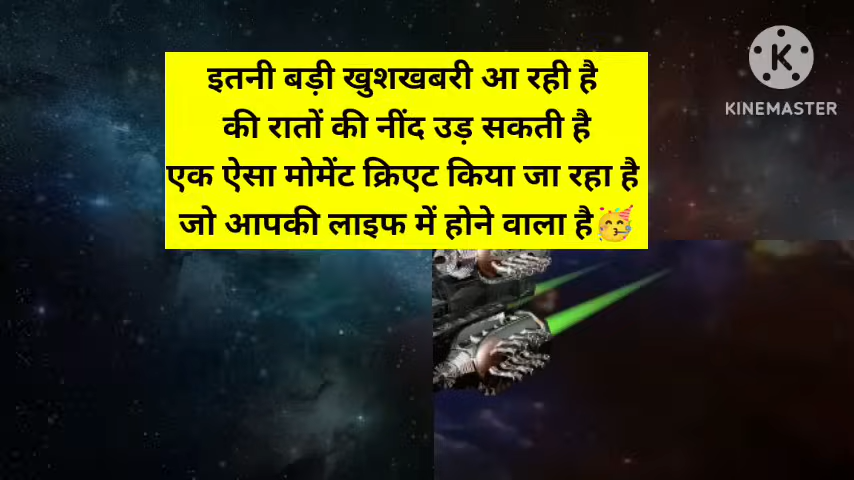 इतनी बड़ी खुशखबरी आ रही है
की रातों की नींद उड़ सकती है
एक ऐसा मोमेंट क्रिएट किया जा रहा है
जो आपकी लाइफ में होने वाला है🥳
K
KINEMASTER